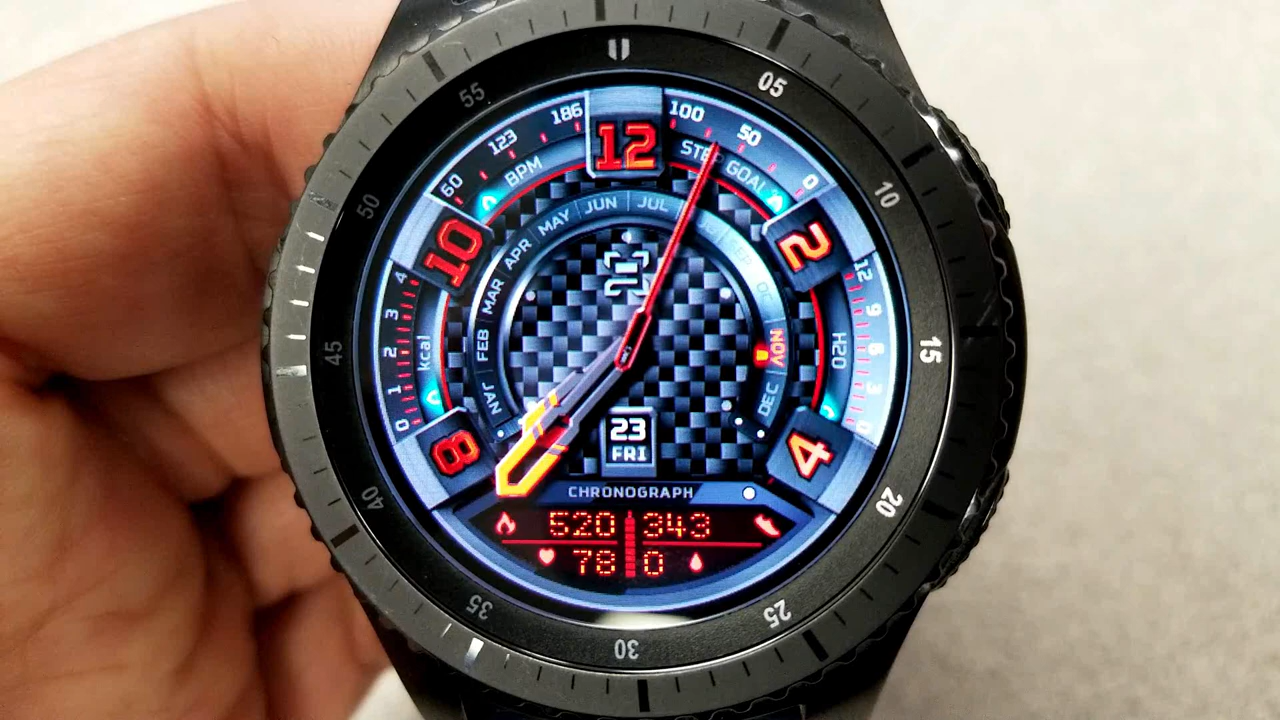 05
10
15
20
25
30
35
40
45
50
55
12
2
4
8
10
60 123 186
BPM
100 50 0
STEP GOAL
0 1 2 3 4
kcal
12 9 6 3 0
H2O
JAN FEB MAR APR MAY JUN JUL SEP NOV DEC
23
FRI
CHRONOGRAPH
520 343
78 0